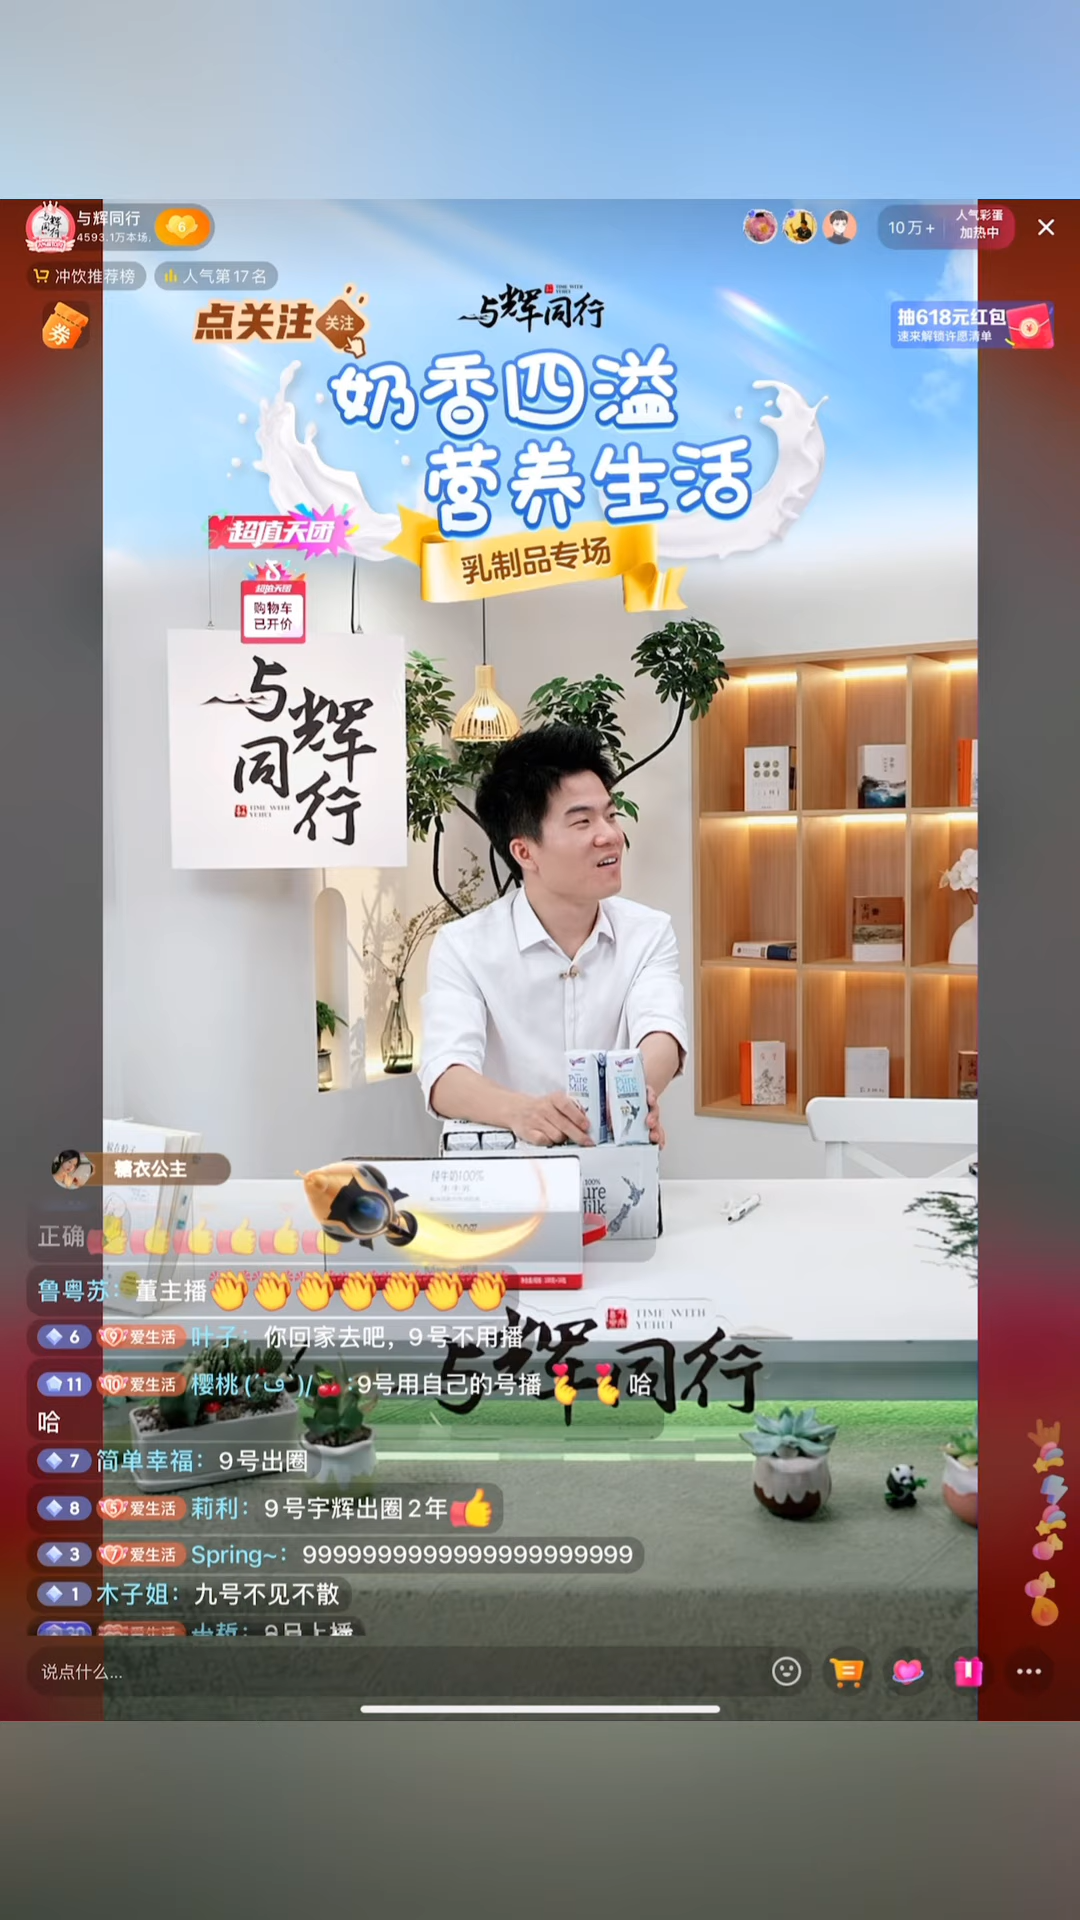 与辉同行
4593.1万本场.
6
10万+
人气彩蛋
加热中
冲饮推荐榜
人气第17名
券
点关注
关注
与辉同行
TIME WITH
YUHUI
抽618元红包
速来解锁许愿清单
奶香四溢
营养生活
乳制品专场
超值天团
超值天团
购物车
已开价
与辉同行
TIME WITH
YUHUI
Pure
Milk
Pure
Milk
纯牛奶100%
100%
ure
ilk
糖衣公主
正确
鲁粤苏：董主播
TIME WITH
YUHUI
与辉同行
6 9 爱生活 叶子：你回家去吧，9号不用播
11 10 爱生活 樱桃(´ڡ`)/🍒:9号用自己的号播 哈
哈
7 简单幸福：9号出圈
8 5 爱生活 莉利：9号宇辉出圈2年
3 7 爱生活 Spring~：9999999999999999999999
1 木子姐：九号不见不散
说点什么...